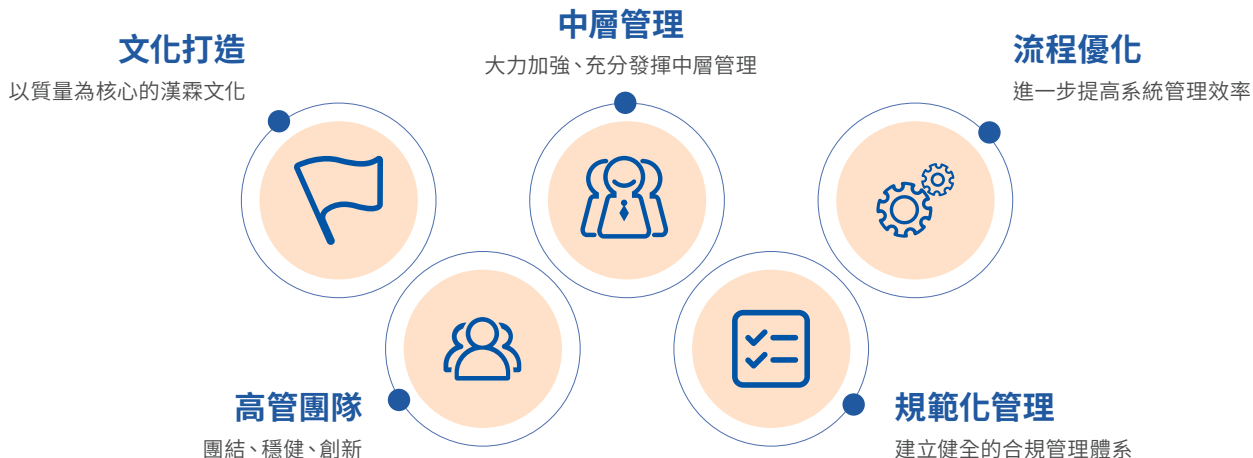 文化打造
以質量為核心的漢霖文化
中層管理
大力加強、充分發揮中層管理
流程優化
進一步提高系統管理效率
高管團隊
團結、穩健、創新
規範化管理
建立健全的合規管理體系